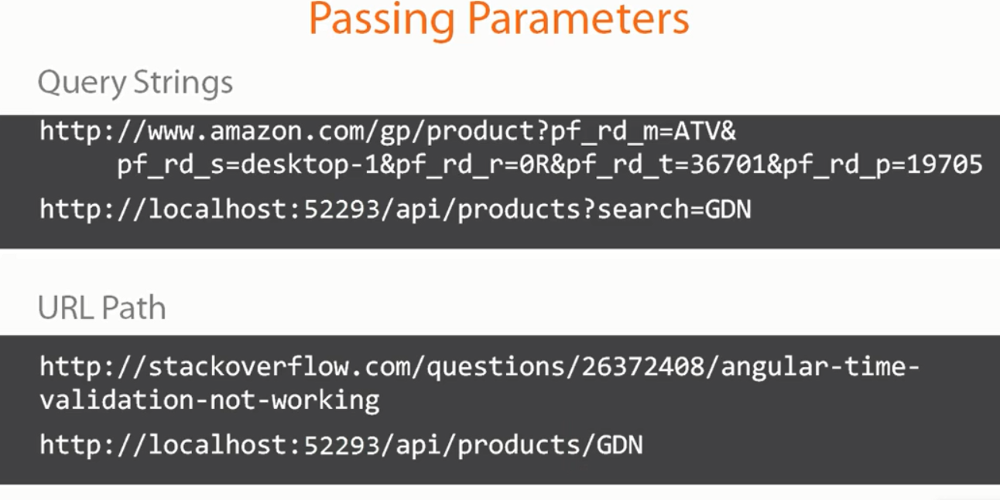 Passing Parameters
Query Strings
http://www.amazon.com/gp/product?pf_rd_m=ATV&
pf_rd_s=desktop-1&pf_rd_r=0R&pf_rd_t=36701&pf_rd_p=19705
http://localhost:52293/api/products?search=GDN
URL Path
http://stackoverflow.com/questions/26372408/angular-time-
validation-not-working
http://localhost:52293/api/products/GDN